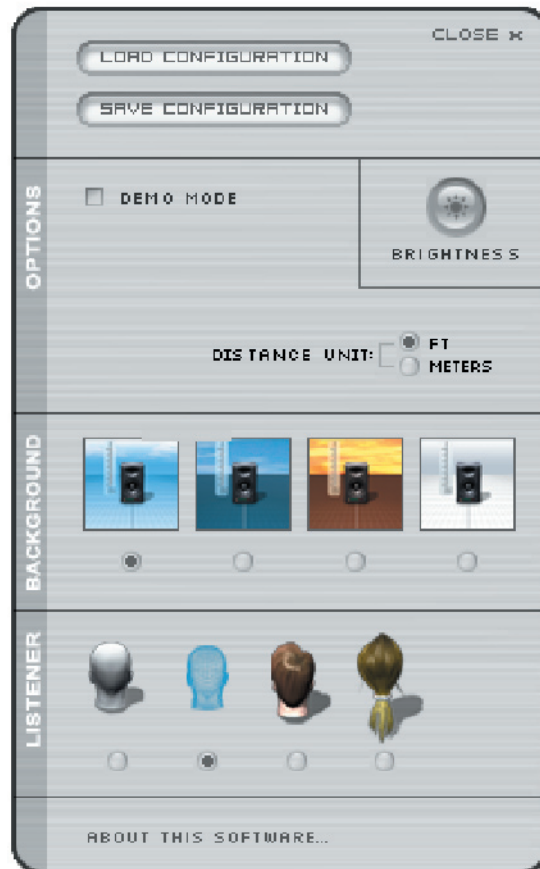 CLOSE x
LOAD CONFIGURATION
SAVE CONFIGURATION
OPTIONS
DEMO MODE
BRIGHTNESS
DISTANCE UNIT:
FT
METERS
BACKGROUND
LISTENER
ABOUT THIS SOFTWARE...